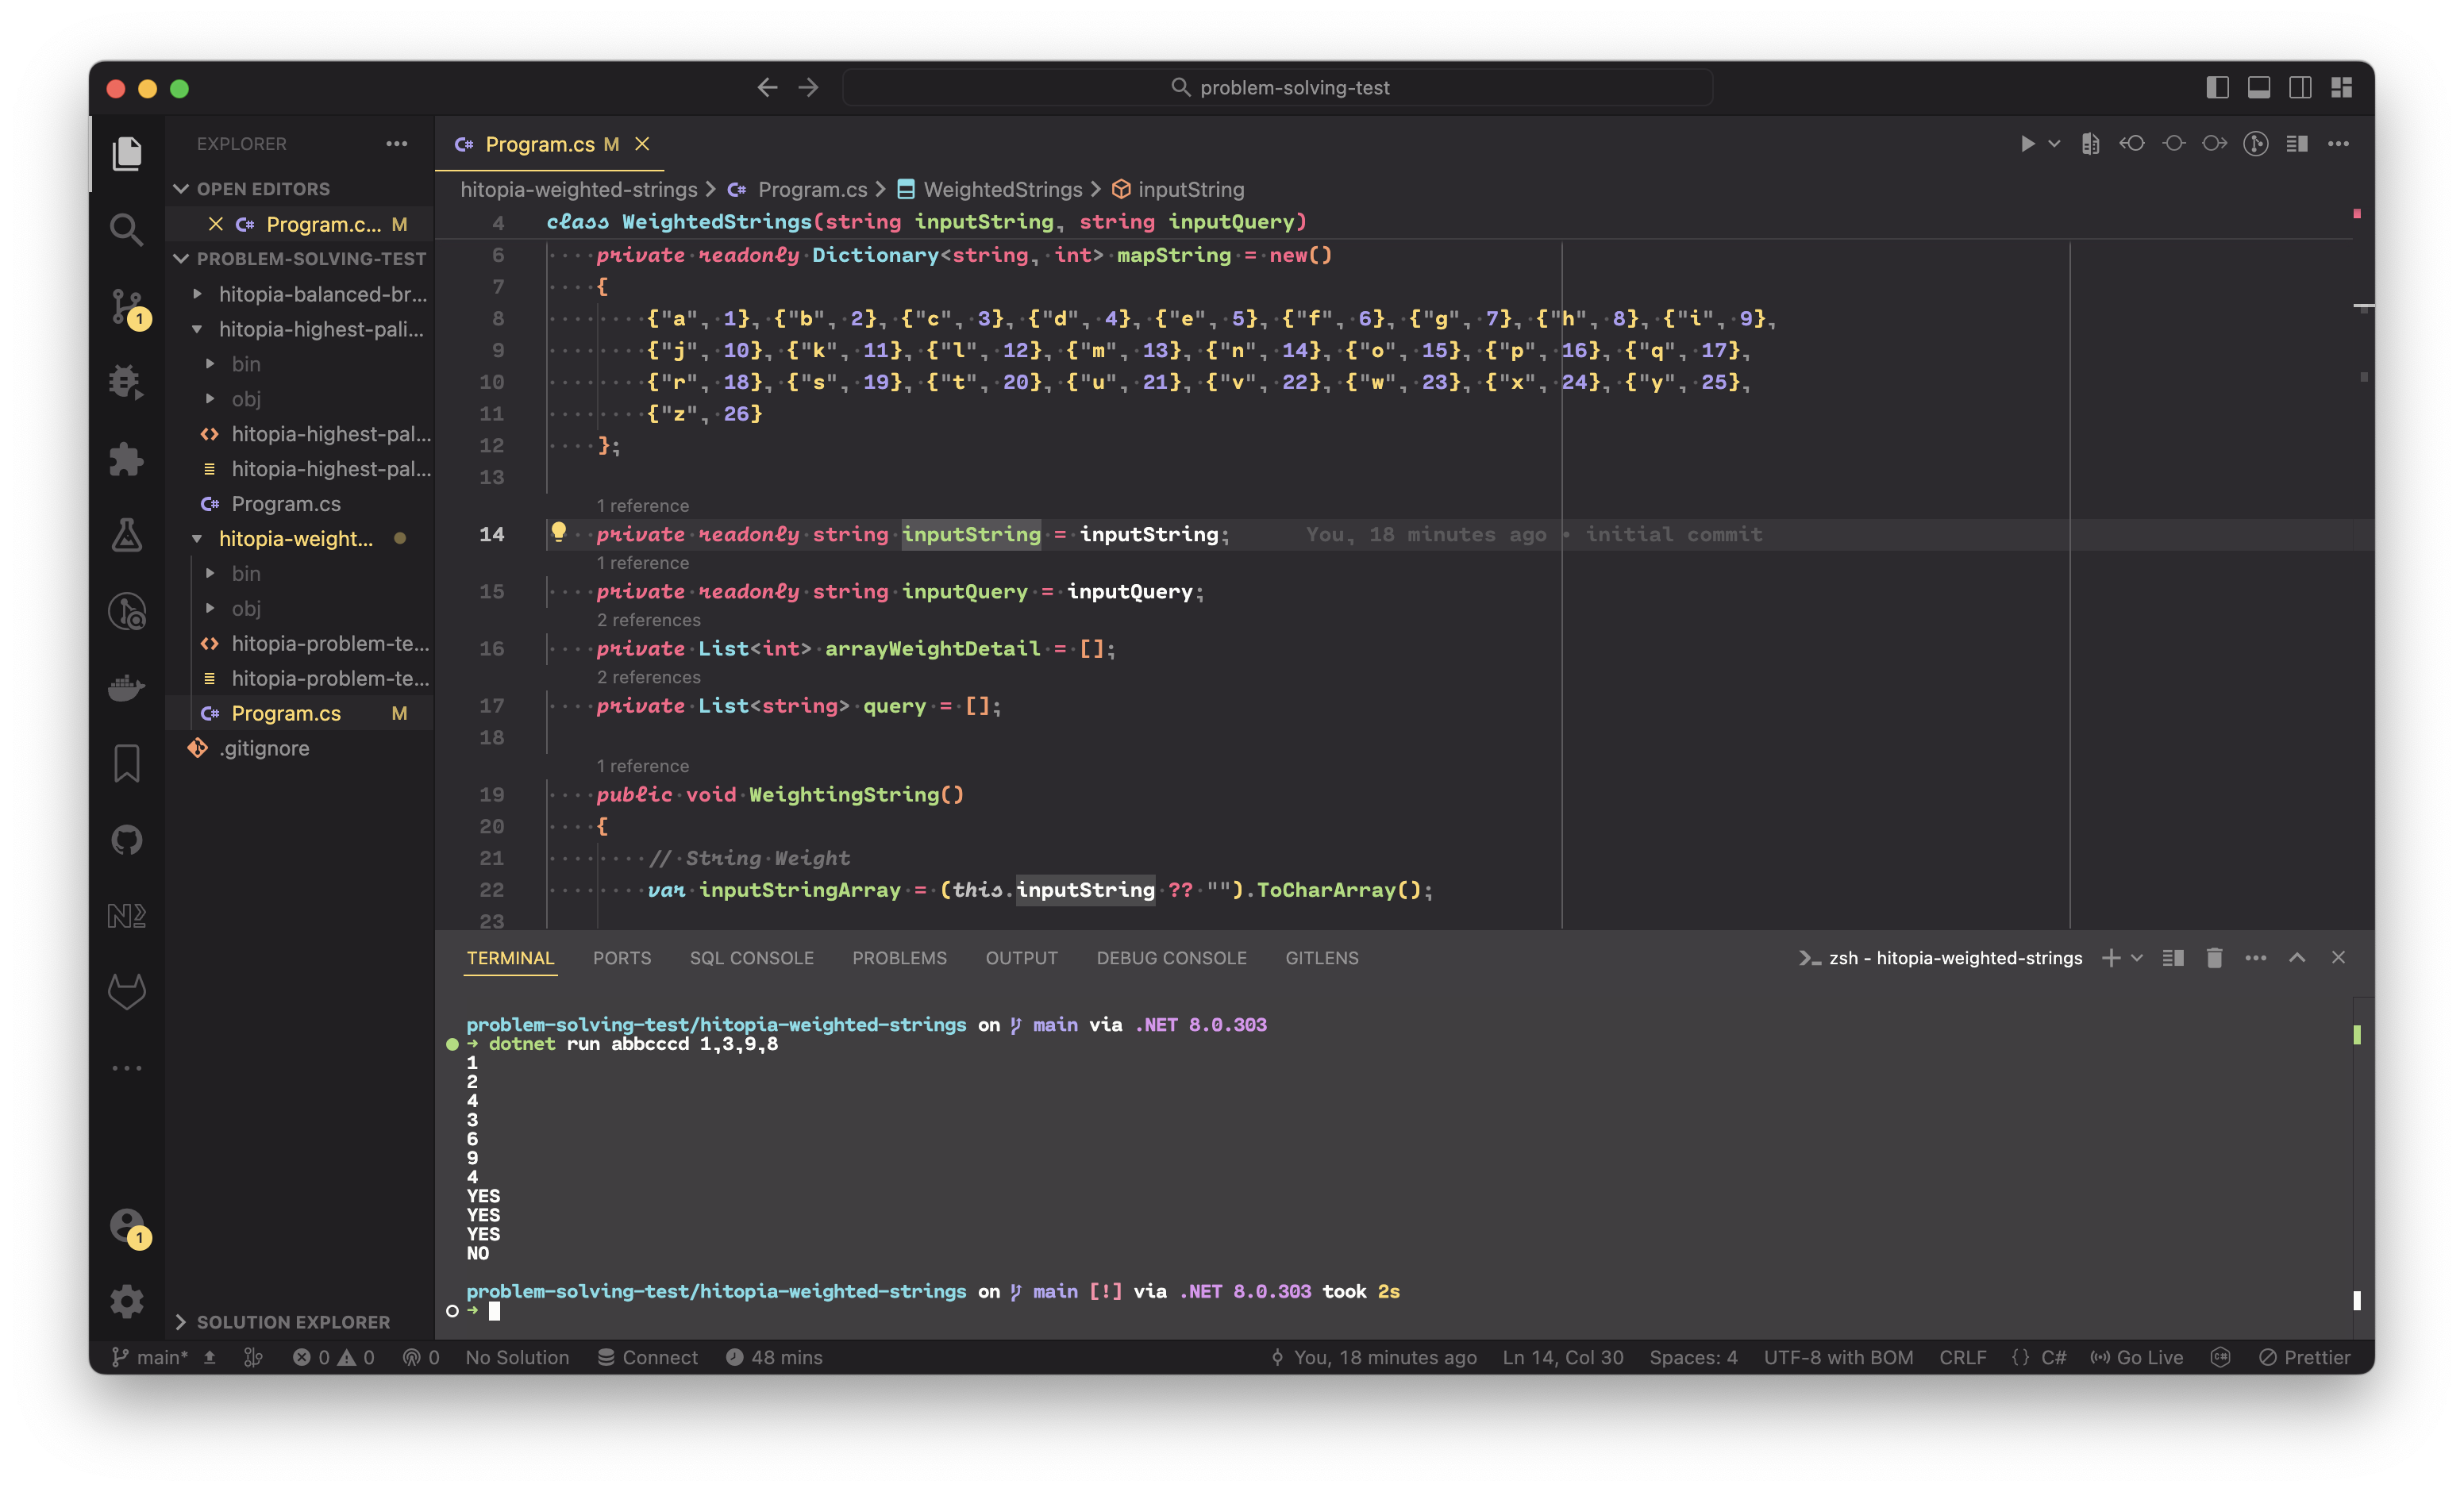 problem-solving-test
EXPLORER
OPEN EDITORS
Program.c... M
PROBLEM-SOLVING-TEST
hitopia-balanced-br...
hitopia-highest-pali...
bin
obj
hitopia-highest-pal...
hitopia-highest-pal...
Program.cs
hitopia-weight...
bin
obj
hitopia-problem-te...
hitopia-problem-te...
Program.cs M
.gitignore
SOLUTION EXPLORER
1
1
Program.cs M
hitopia-weighted-strings > Program.cs > WeightedStrings > inputString
4 class WeightedStrings(string inputString, string inputQuery)
6 private readonly Dictionary<string, int> mapString = new()
7 {
8 {"a", 1}, {"b", 2}, {"c", 3}, {"d", 4}, {"e", 5}, {"f", 6}, {"g", 7}, {"h", 8}, {"i", 9},
9 {"j", 10}, {"k", 11}, {"l", 12}, {"m", 13}, {"n", 14}, {"o", 15}, {"p", 16}, {"q", 17},
10 {"r", 18}, {"s", 19}, {"t", 20}, {"u", 21}, {"v", 22}, {"w", 23}, {"x", 24}, {"y", 25},
11 {"z", 26}
12 };
13
1 reference
14 private readonly string inputString = inputString; You, 18 minutes ago • initial commit
1 reference
15 private readonly string inputQuery = inputQuery;
2 references
16 private List<int> arrayWeightDetail = [];
2 references
17 private List<string> query = [];
18
1 reference
19 public void WeightingString()
20 {
21 // String Weight
22 var inputStringArray = (this.inputString ?? "").ToCharArray();
23
TERMINAL PORTS SQL CONSOLE PROBLEMS OUTPUT DEBUG CONSOLE GITLENS zsh - hitopia-weighted-strings
problem-solving-test/hitopia-weighted-strings on main via .NET 8.0.303
→ dotnet run abbcccd 1,3,9,8
1
2
4
3
6
9
4
YES
YES
YES
NO
problem-solving-test/hitopia-weighted-strings on main [!] via .NET 8.0.303 took 2s
→
main* 0 0 0 No Solution Connect 48 mins You, 18 minutes ago Ln 14, Col 30 Spaces: 4 UTF-8 with BOM CRLF {} C# Go Live Prettier